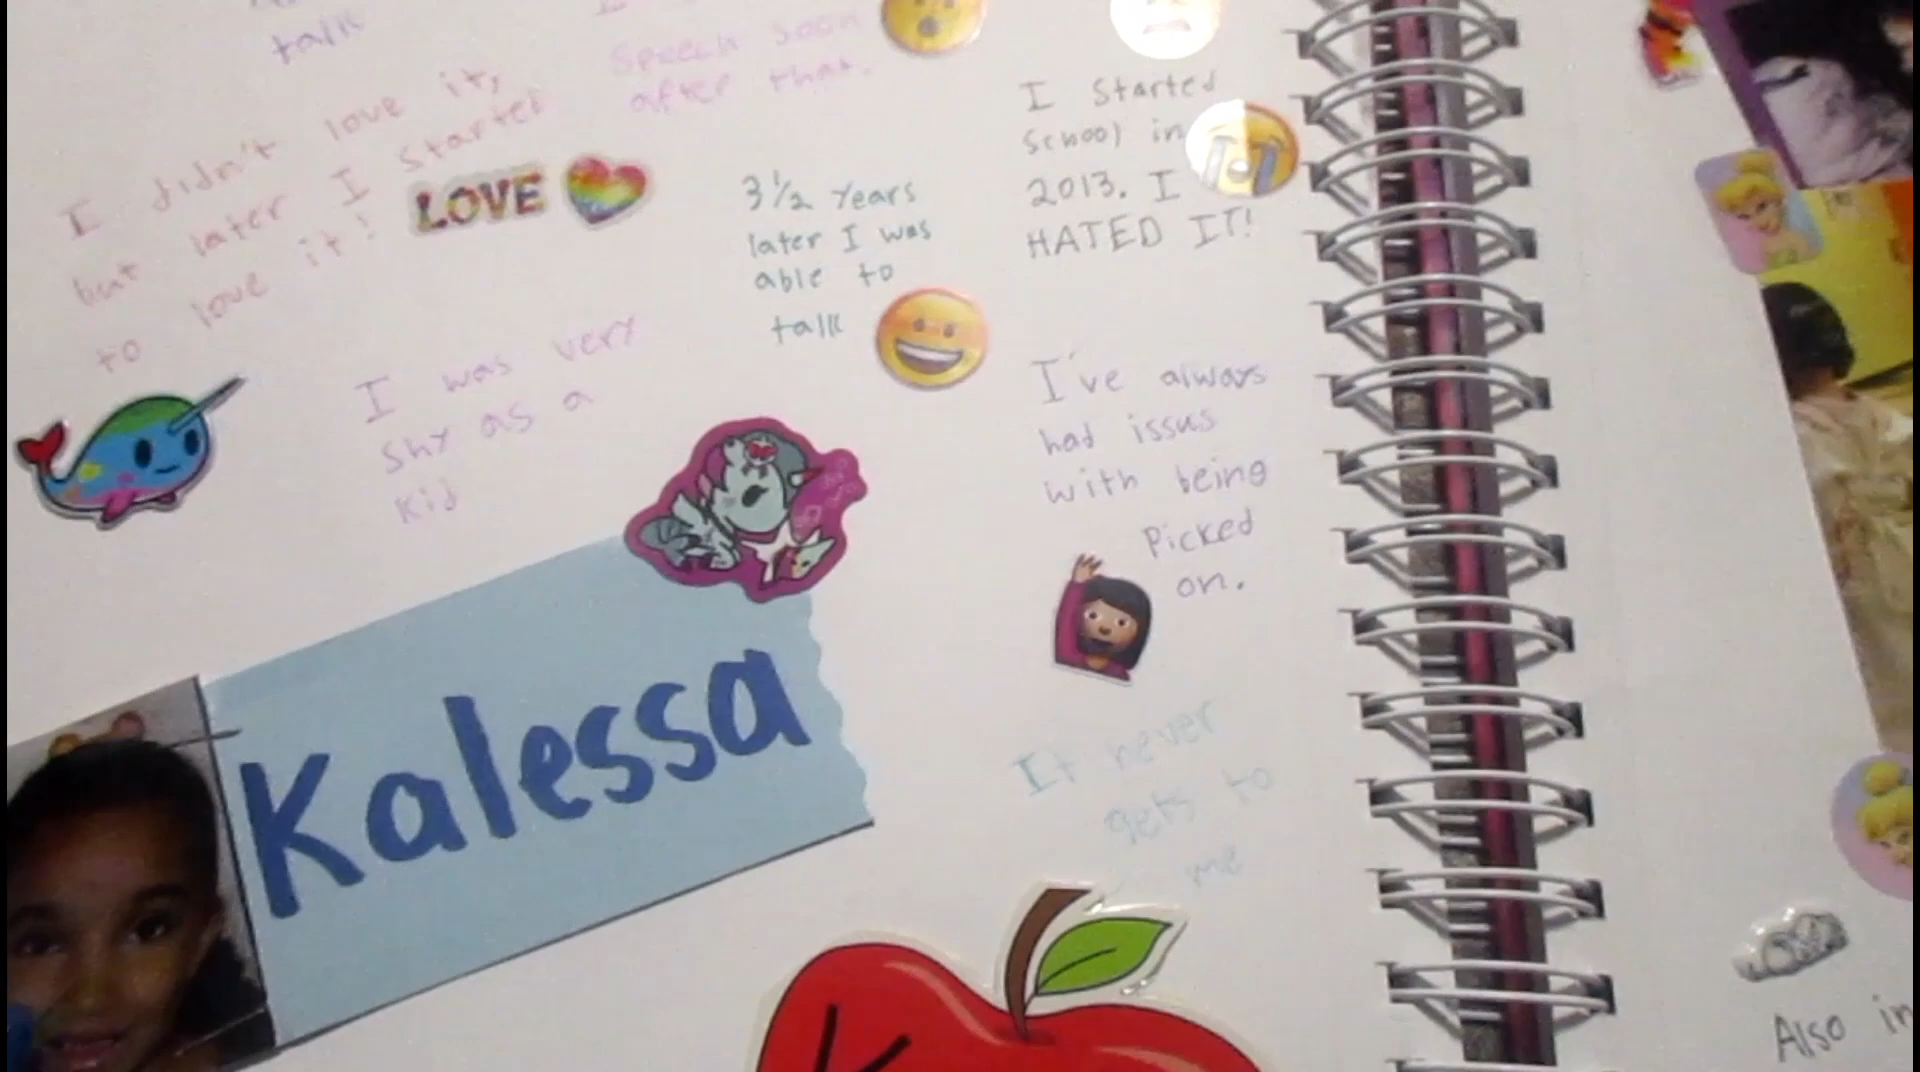 talk
I didn't love it,
but later I started
to love it!
LOVE
Speech soon
after that.
3½ years
later I was
able to
talk
I started
School in
2013. I
HATED IT!
I was very
shy as a
kid
I've always
had issus
with being
Picked
on.
It never
gets to
me
Kalessa
K
Also in